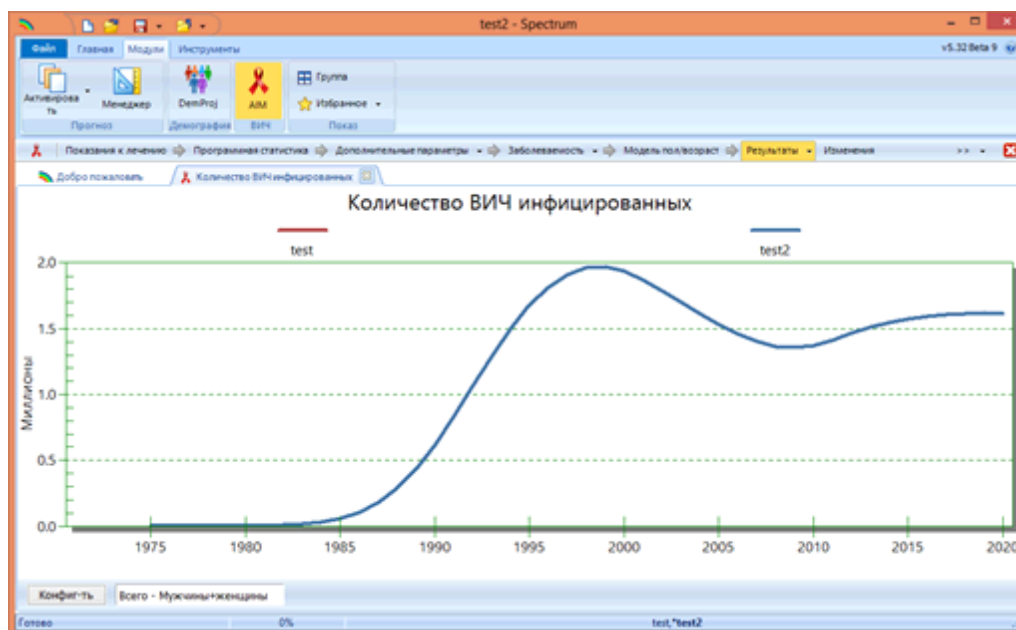 test2 - Spectrum
Файл Главная Модули Инструменты v5.32 Beta 9
Активировать Менеджер DemProj AIM Группа
Избранное
Прогноз Демография ВИЧ Показ
Показания к лечению Программная статистика Дополнительные параметры Заболеваемость Модель пол/возраст Результаты Изменения >>
Добро пожаловать Количество ВИЧ инфицированных
Количество ВИЧ инфицированных
test test2
Миллионы
2.0
1.5
1.0
0.5
0.0
1975 1980 1985 1990 1995 2000 2005 2010 2015 2020
Конфиг-ть Всего - Мужчины+женщины
Готово 0% test,*test2